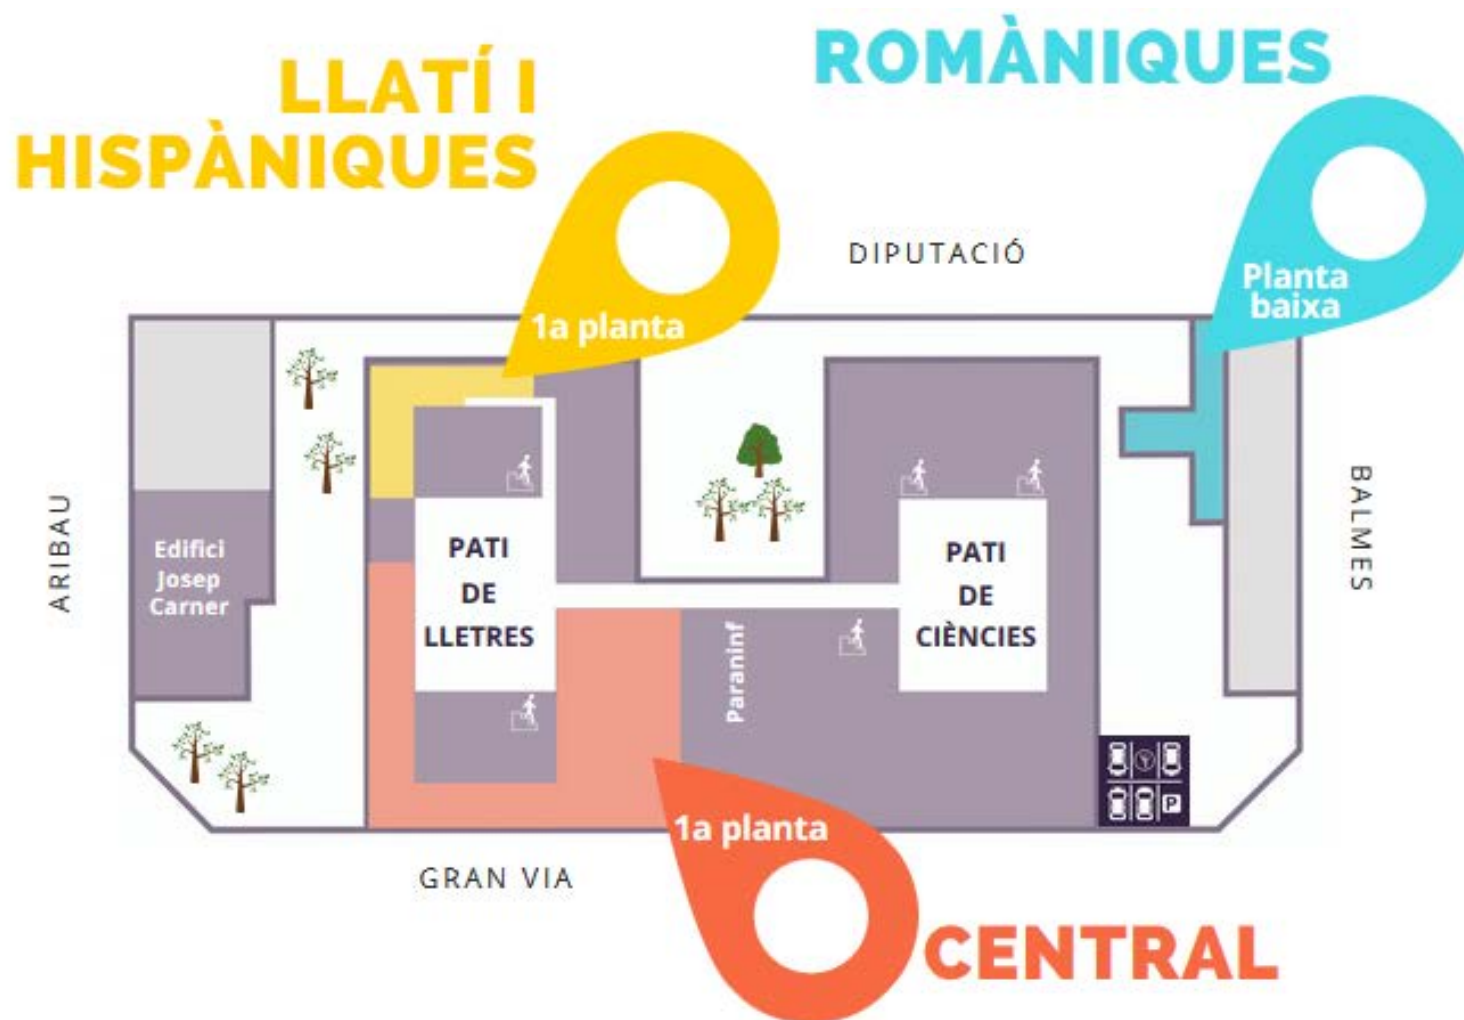 LLATÍ I
HISPÀNIQUES
ROMÀNIQUES
DIPUTACIÓ
1a planta
Planta
baixa
ARIBAU
Edifici
Josep
Carner
PATI
DE
LLETRES
Paraninf
PATI
DE
CIÈNCIES
BALMES
P
1a planta
GRAN VIA
CENTRAL